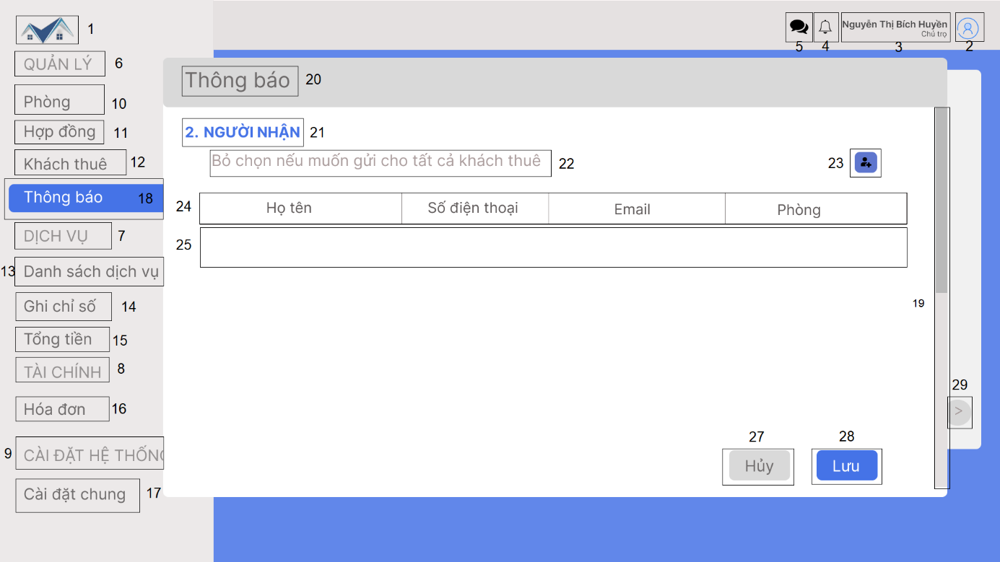 1
Nguyễn Thị Bích Huyền
Chủ trọ
5
4
3
2
QUẢN LÝ
6
Thông báo
20
Phòng
10
2. NGƯỜI NHẬN
21
Hợp đồng
11
Bỏ chọn nếu muốn gửi cho tất cả khách thuê
22
23
Khách thuê
12
Thông báo
18
24
Họ tên
Số điện thoại
Email
Phòng
DỊCH VỤ
7
25
13
Danh sách dịch vụ
Ghi chỉ số
14
19
Tổng tiền
15
TÀI CHÍNH
8
29
Hóa đơn
16
>
27
28
9
CÀI ĐẶT HỆ THỐNG
Hủy
Lưu
Cài đặt chung
17